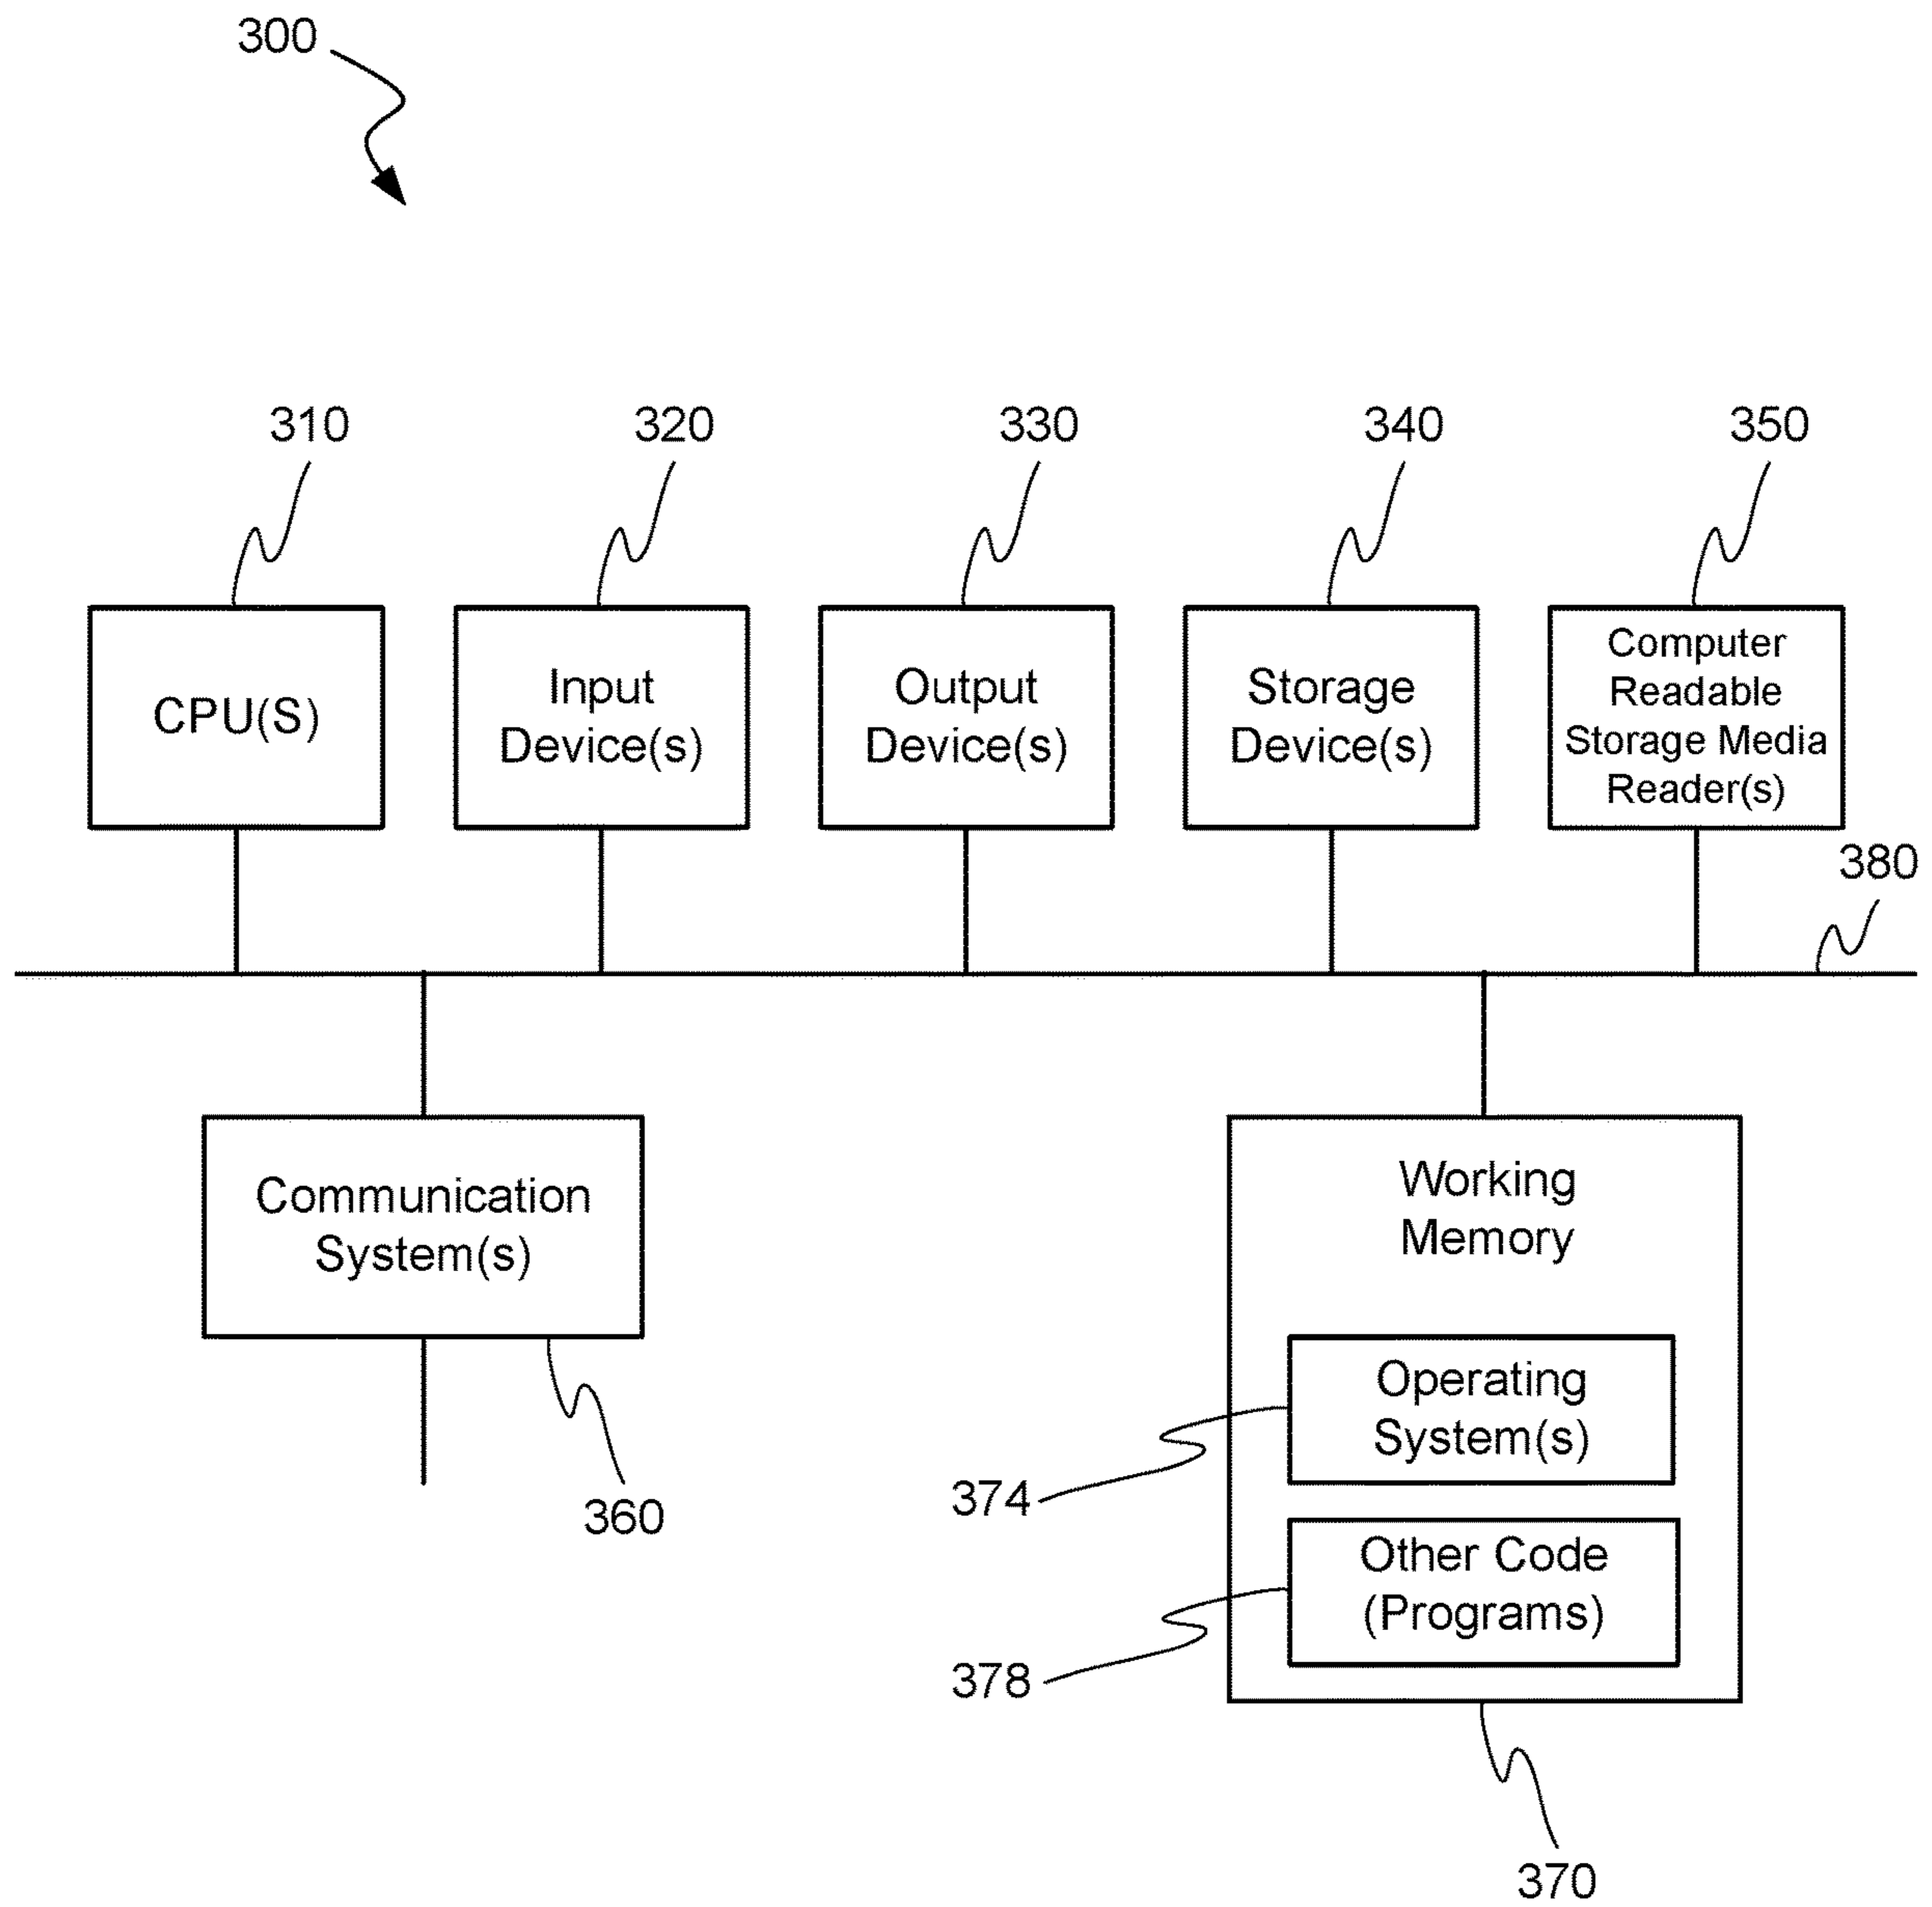 300
310
320
330
340
350
CPU(S)
Input
Device(s)
Output
Device(s)
Storage
Device(s)
Computer
Readable
Storage Media
Reader(s)
380
Communication
System(s)
360
Working
Memory
Operating
System(s)
374
Other Code
(Programs)
378
370